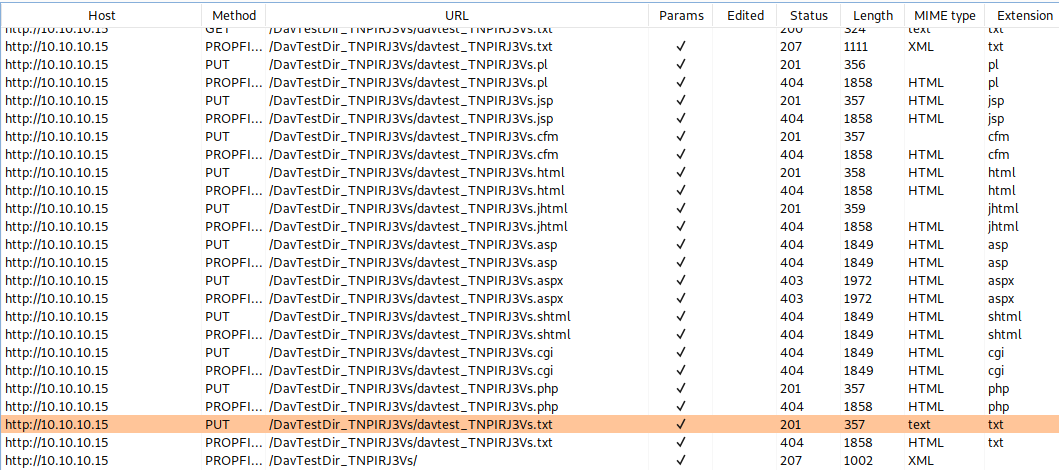 Host Method URL Params Edited Status Length MIME type Extension
GET /DavTestDir_TNPIRJ3Vs/davtest_TNPIRJ3Vs.txt 200 324 text txt
http://10.10.10.15 PROPFI... /DavTestDir_TNPIRJ3Vs/davtest_TNPIRJ3Vs.txt ✓ 207 1111 XML txt
http://10.10.10.15 PUT /DavTestDir_TNPIRJ3Vs/davtest_TNPIRJ3Vs.pl ✓ 201 356 pl
http://10.10.10.15 PROPFI... /DavTestDir_TNPIRJ3Vs/davtest_TNPIRJ3Vs.pl ✓ 404 1858 HTML pl
http://10.10.10.15 PUT /DavTestDir_TNPIRJ3Vs/davtest_TNPIRJ3Vs.jsp ✓ 201 357 jsp
http://10.10.10.15 PROPFI... /DavTestDir_TNPIRJ3Vs/davtest_TNPIRJ3Vs.jsp ✓ 404 1858 HTML jsp
http://10.10.10.15 PUT /DavTestDir_TNPIRJ3Vs/davtest_TNPIRJ3Vs.cfm ✓ 201 357 cfm
http://10.10.10.15 PROPFI... /DavTestDir_TNPIRJ3Vs/davtest_TNPIRJ3Vs.cfm ✓ 404 1858 HTML cfm
http://10.10.10.15 PUT /DavTestDir_TNPIRJ3Vs/davtest_TNPIRJ3Vs.html ✓ 201 358 HTML html
http://10.10.10.15 PROPFI... /DavTestDir_TNPIRJ3Vs/davtest_TNPIRJ3Vs.html ✓ 404 1858 HTML html
http://10.10.10.15 PUT /DavTestDir_TNPIRJ3Vs/davtest_TNPIRJ3Vs.jhtml ✓ 201 359 jhtml
http://10.10.10.15 PROPFI... /DavTestDir_TNPIRJ3Vs/davtest_TNPIRJ3Vs.jhtml ✓ 404 1858 HTML jhtml
http://10.10.10.15 PUT /DavTestDir_TNPIRJ3Vs/davtest_TNPIRJ3Vs.asp ✓ 404 1849 HTML asp
http://10.10.10.15 PROPFI... /DavTestDir_TNPIRJ3Vs/davtest_TNPIRJ3Vs.asp ✓ 404 1849 HTML asp
http://10.10.10.15 PUT /DavTestDir_TNPIRJ3Vs/davtest_TNPIRJ3Vs.aspx ✓ 403 1972 HTML aspx
http://10.10.10.15 PROPFI... /DavTestDir_TNPIRJ3Vs/davtest_TNPIRJ3Vs.aspx ✓ 403 1972 HTML aspx
http://10.10.10.15 PUT /DavTestDir_TNPIRJ3Vs/davtest_TNPIRJ3Vs.shtml ✓ 404 1849 HTML shtml
http://10.10.10.15 PROPFI... /DavTestDir_TNPIRJ3Vs/davtest_TNPIRJ3Vs.shtml ✓ 404 1849 HTML shtml
http://10.10.10.15 PUT /DavTestDir_TNPIRJ3Vs/davtest_TNPIRJ3Vs.cgi ✓ 404 1849 HTML cgi
http://10.10.10.15 PROPFI... /DavTestDir_TNPIRJ3Vs/davtest_TNPIRJ3Vs.cgi ✓ 404 1849 HTML cgi
http://10.10.10.15 PUT /DavTestDir_TNPIRJ3Vs/davtest_TNPIRJ3Vs.php ✓ 201 357 HTML php
http://10.10.10.15 PROPFI... /DavTestDir_TNPIRJ3Vs/davtest_TNPIRJ3Vs.php ✓ 404 1858 HTML php
http://10.10.10.15 PUT /DavTestDir_TNPIRJ3Vs/davtest_TNPIRJ3Vs.txt ✓ 201 357 text txt
http://10.10.10.15 PROPFI... /DavTestDir_TNPIRJ3Vs/davtest_TNPIRJ3Vs.txt ✓ 404 1858 HTML txt
http://10.10.10.15 PROPFI... /DavTestDir_TNPIRJ3Vs/ ✓ 207 1002 XML